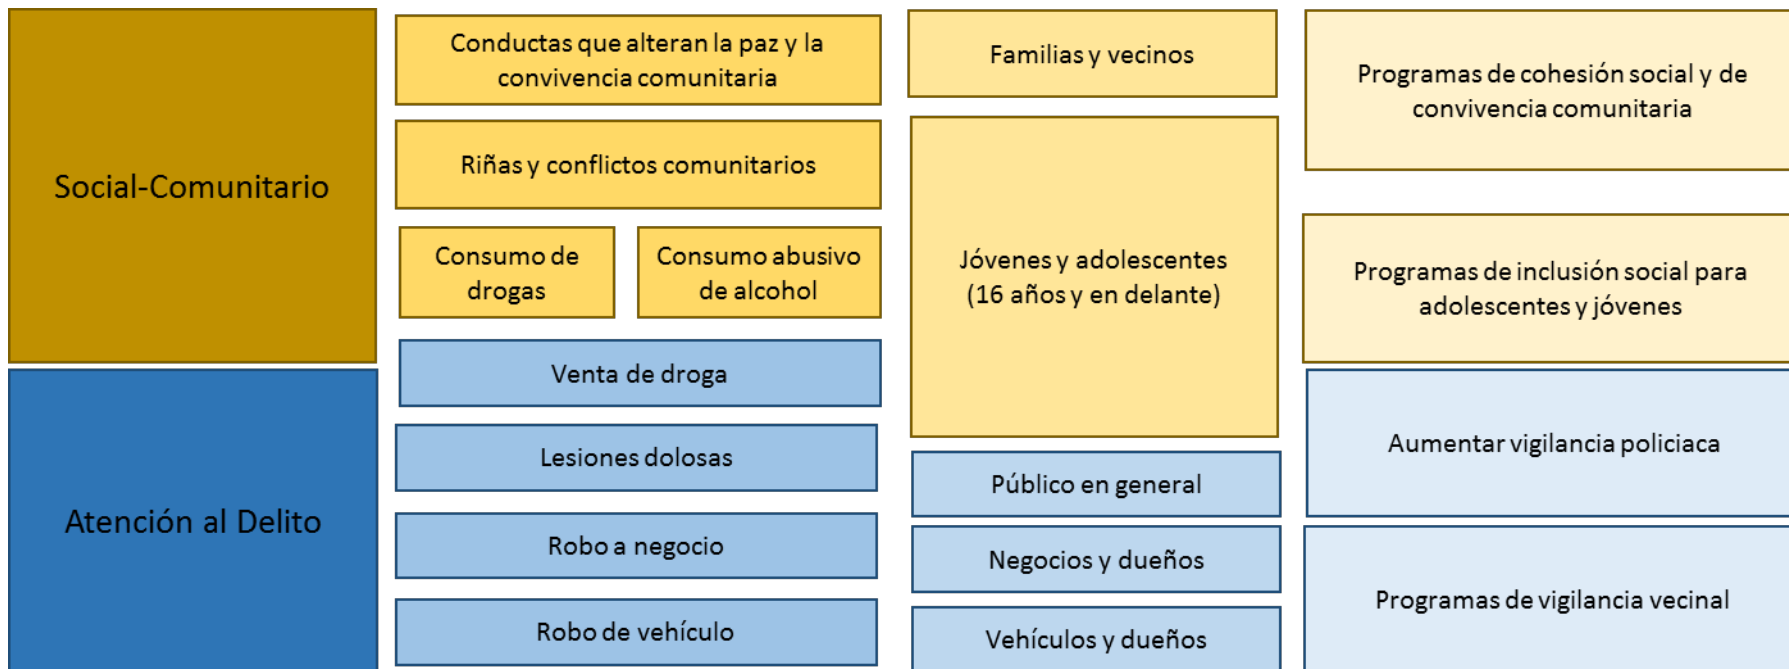 Social-Comunitario
Conductas que alteran la paz y la
convivencia comunitaria
Riñas y conflictos comunitarios
Consumo de
drogas
Consumo abusivo
de alcohol
Familias y vecinos
Jóvenes y adolescentes
(16 años y en delante)
Programas de cohesión social y de
convivencia comunitaria
Programas de inclusión social para
adolescentes y jóvenes
Atención al Delito
Venta de droga
Lesiones dolosas
Robo a negocio
Robo de vehículo
Público en general
Negocios y dueños
Vehículos y dueños
Aumentar vigilancia policiaca
Programas de vigilancia vecinal